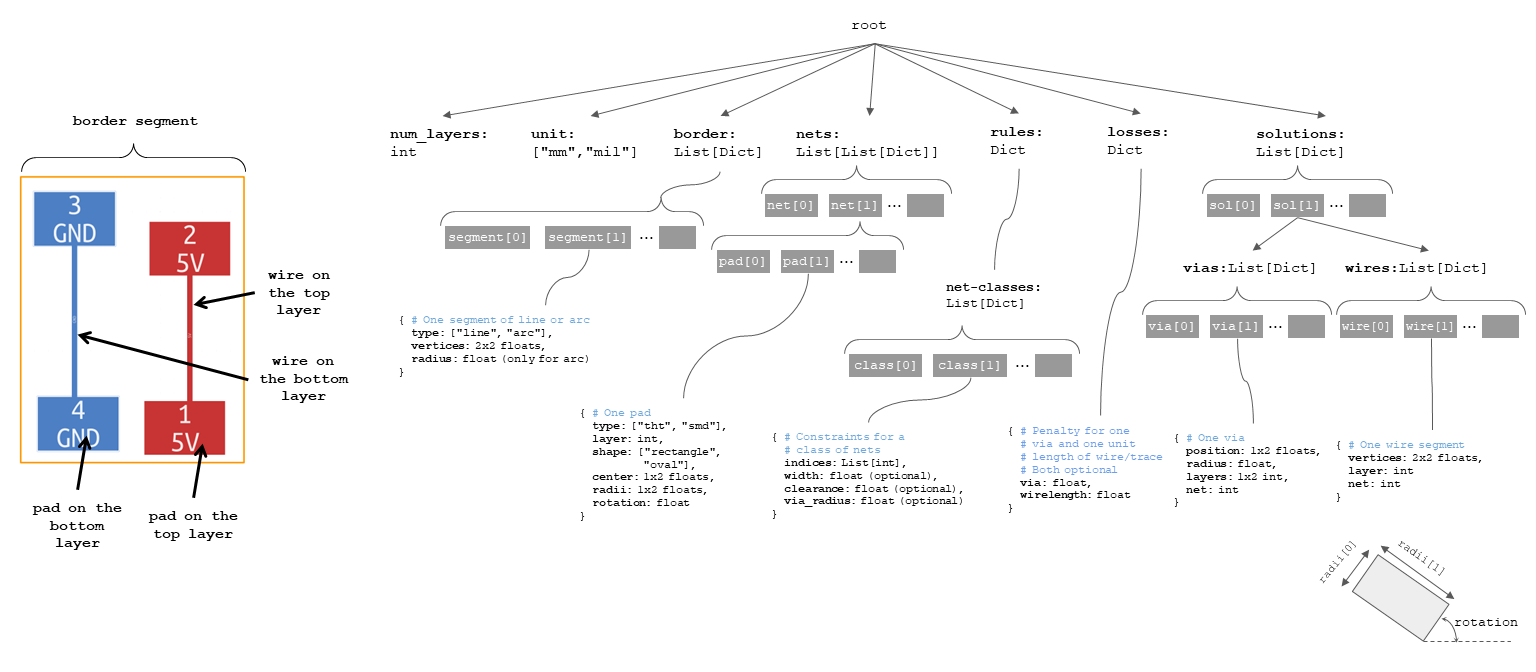 border segment
3
GND
2
5V
4
GND
1
5V
wire on
the top
layer
wire on
the bottom
layer
pad on the
bottom
layer
pad on the
top layer
root
num_layers:
int
unit:
["mm","mil"]
border:
List[Dict]
nets:
List[List[Dict]]
rules:
Dict
losses:
Dict
solutions:
List[Dict]
segment[0] segment[1] ...
net[0] net[1] ...
pad[0] pad[1] ...
sol[0] sol[1] ...
vias:List[Dict]
wires:List[Dict]
via[0] via[1] ...
wire[0] wire[1] ...
net-classes:
List[Dict]
class[0] class[1] ...
{ # One segment of line or arc
type: ["line", "arc"],
vertices: 2x2 floats,
radius: float (only for arc)
}
{ # One pad
type: ["tht", "smd"],
layer: int,
shape: ["rectangle",
"oval"],
center: 1x2 floats,
radii: 1x2 floats,
rotation: float
}
{ # Constraints for a
# class of nets
indices: List[int],
width: float (optional),
clearance: float (optional),
via_radius: float (optional)
}
{ # Penalty for one
# via and one unit
# length of wire/trace
# Both optional
via: float,
wirelength: float
}
{ # One via
position: 1x2 floats,
radius: float,
layers: 1x2 int,
net: int
}
{ # One wire segment
vertices: 2x2 floats,
layer: int
net: int
}
radii[0]
radii[1]
rotation